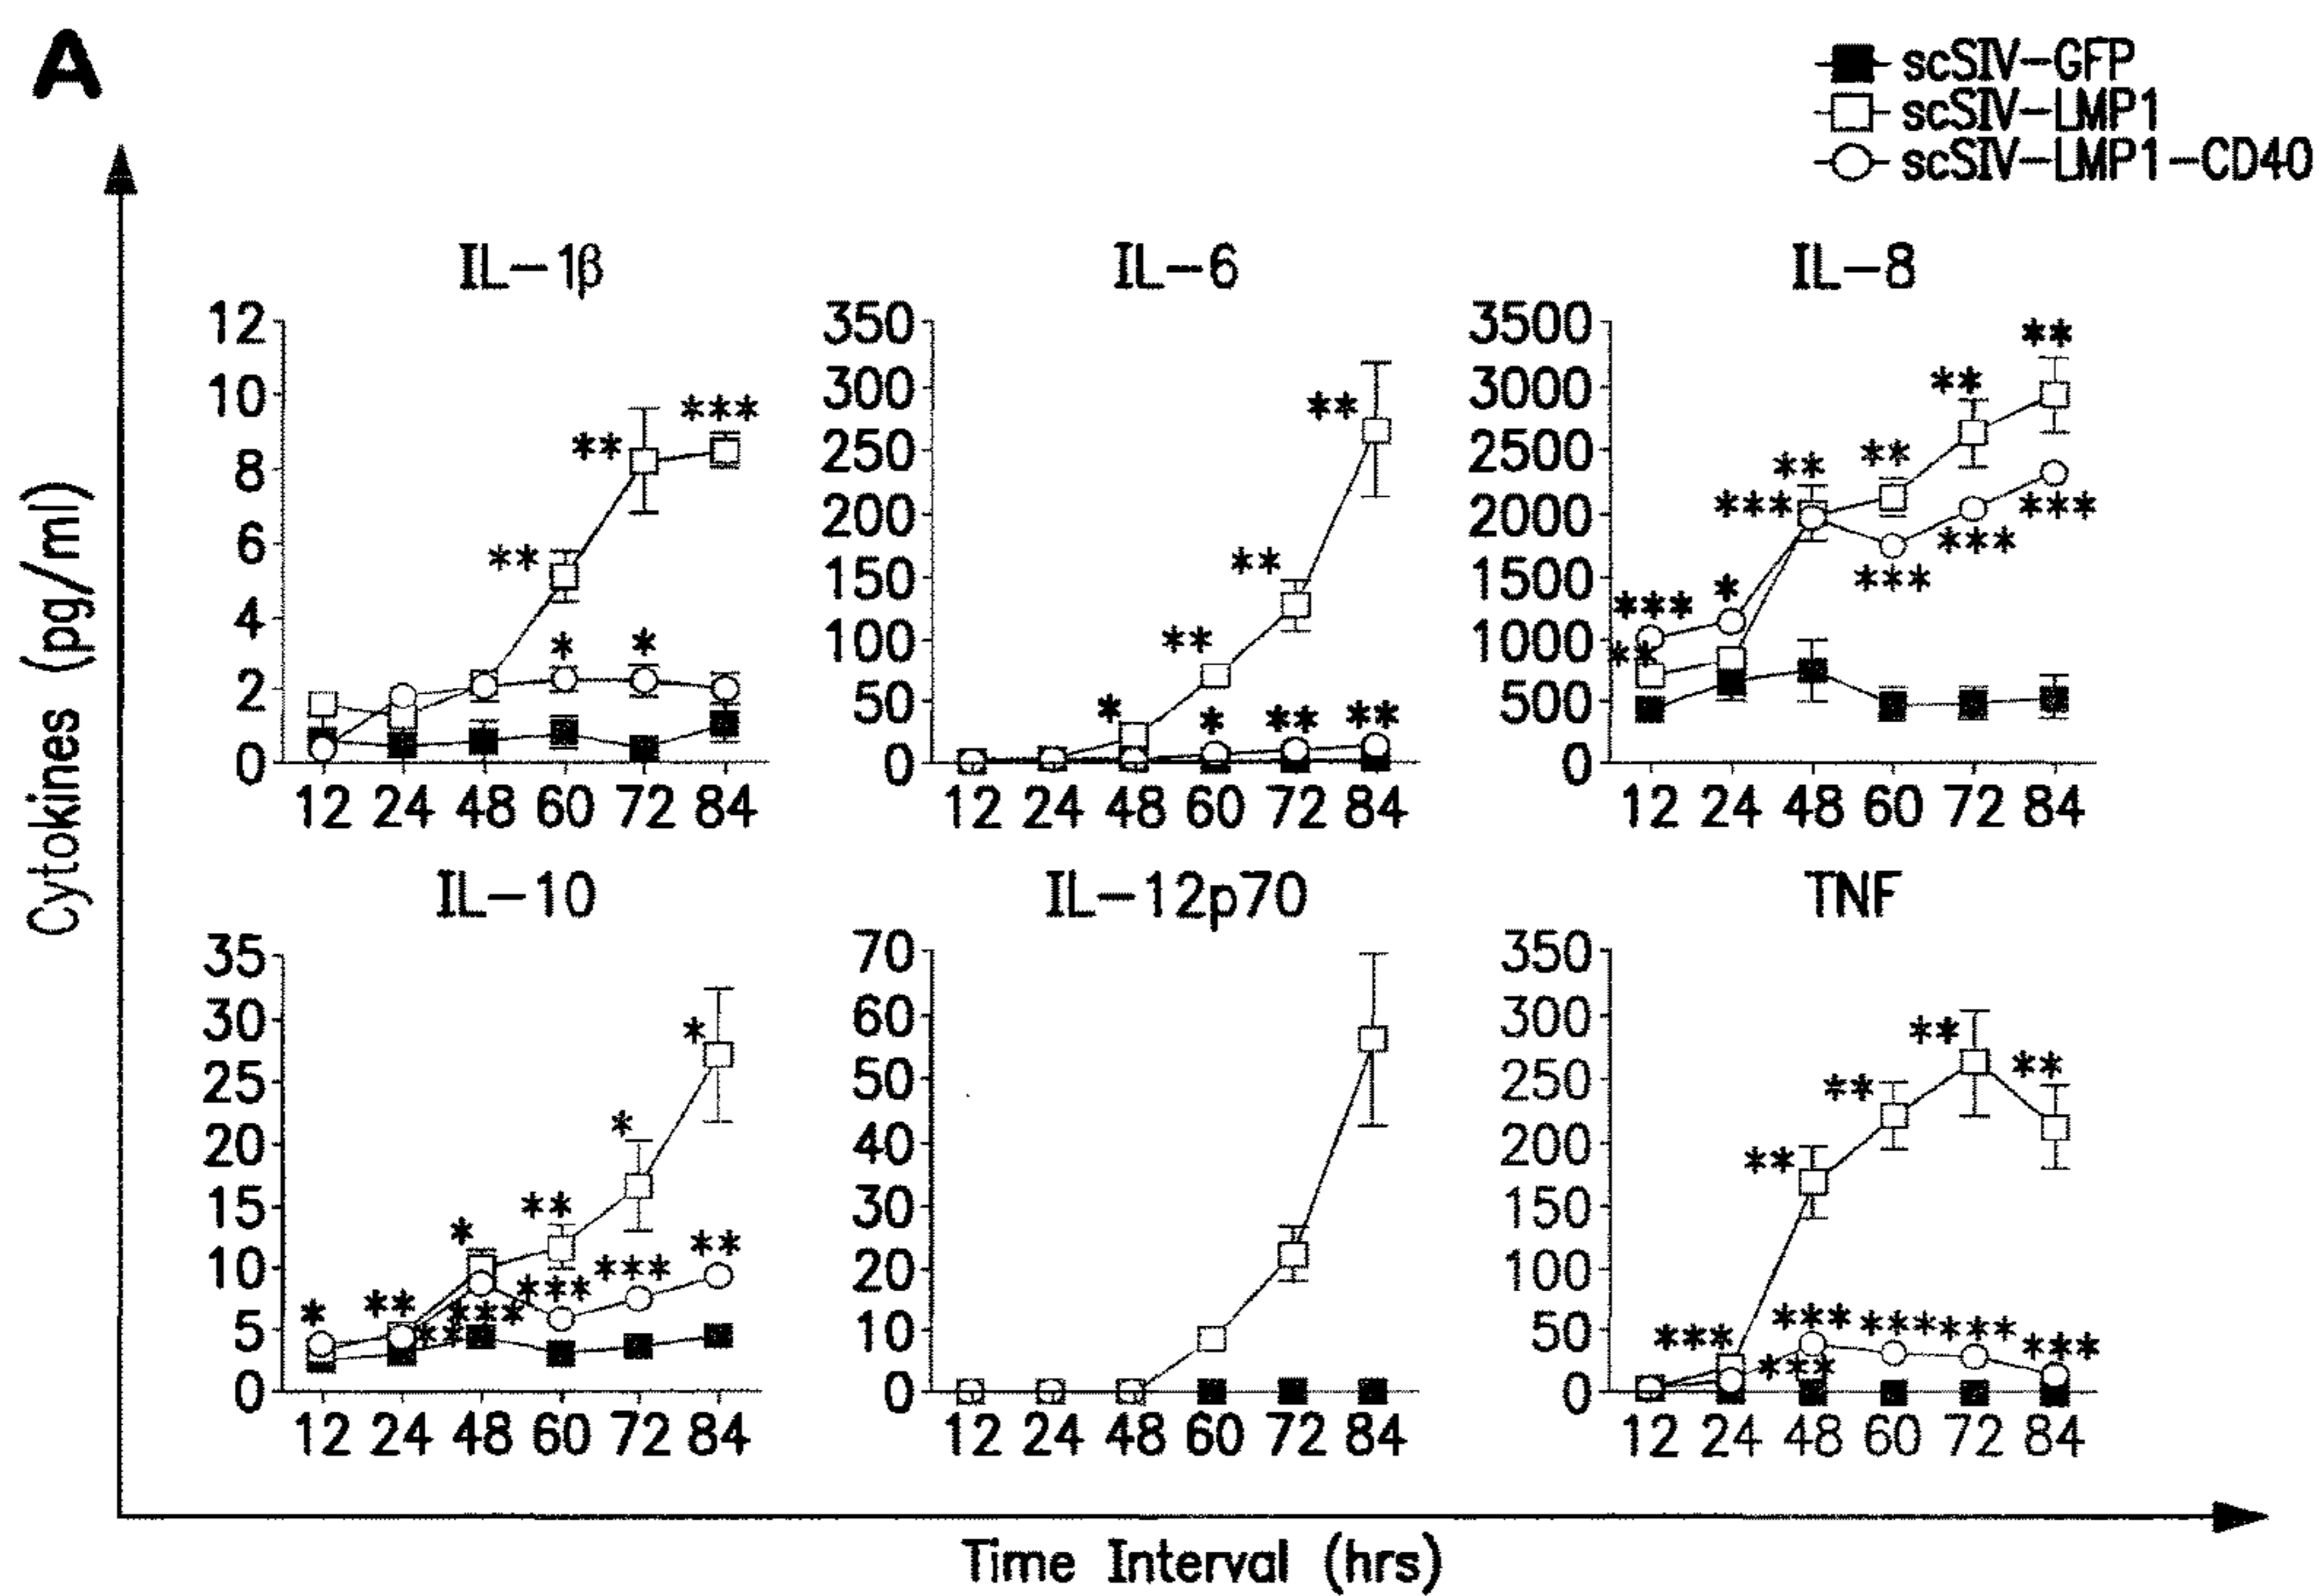 A
scSIV-GFP
scSIV-LMP1
scSIV-LMP1-CD40
Cytokines (pg/ml)
IL-1β
12
10
8
6
4
2
0
12 24 48 60 72 84
** *** ** * *
IL-6
350
300
250
200
150
100
50
0
12 24 48 60 72 84
** ** ** * * ** **
IL-8
3500
3000
2500
2000
1500
1000
500
0
12 24 48 60 72 84
** ** ** ** *** *** *** *** *** * **
IL-10
35
30
25
20
15
10
5
0
12 24 48 60 72 84
* * ** * ** *** *** *** ** *
IL-12p70
70
60
50
40
30
20
10
0
12 24 48 60 72 84
TNF
350
300
250
200
150
100
50
0
12 24 48 60 72 84
** ** ** ** *** *** *** *** *** ***
Time Interval (hrs)